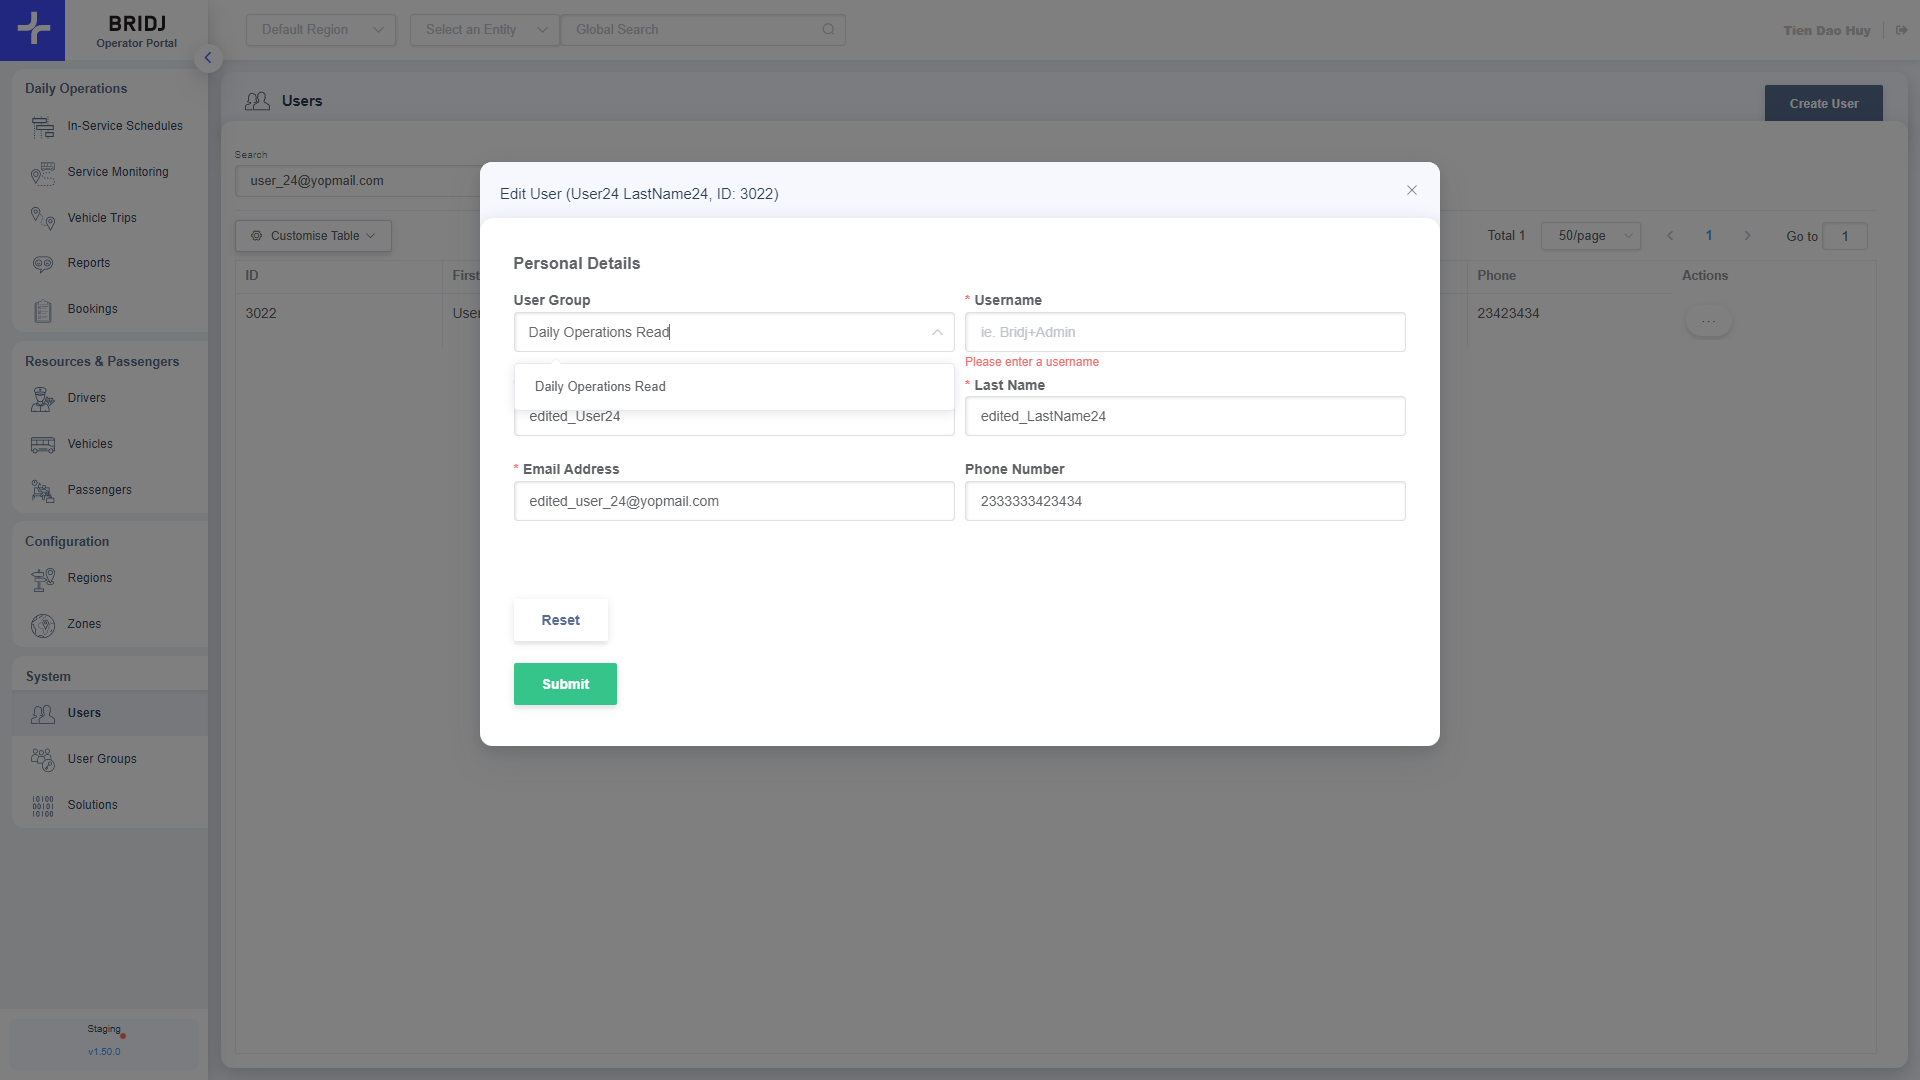 BRIDJ
Operator Portal
Default Region
Select an Entity
Global Search
Tien Dao Huy
Daily Operations
In-Service Schedules
Service Monitoring
Vehicle Trips
Reports
Bookings
Resources & Passengers
Drivers
Vehicles
Passengers
Configuration
Regions
Zones
System
Users
User Groups
Solutions
Staging
v1.50.0
Users
Create User
Search
user_24@yopmail.com
Customise Table
Total 1
50/page
1
Go to
1
ID
First
Phone
Actions
3022
User
23423434
...
Edit User (User24 LastName24, ID: 3022)
Personal Details
User Group
* Username
Daily Operations Read
ie. Bridj+Admin
Please enter a username
Daily Operations Read
* Last Name
edited_User24
edited_LastName24
* Email Address
Phone Number
edited_user_24@yopmail.com
2333333423434
Reset
Submit